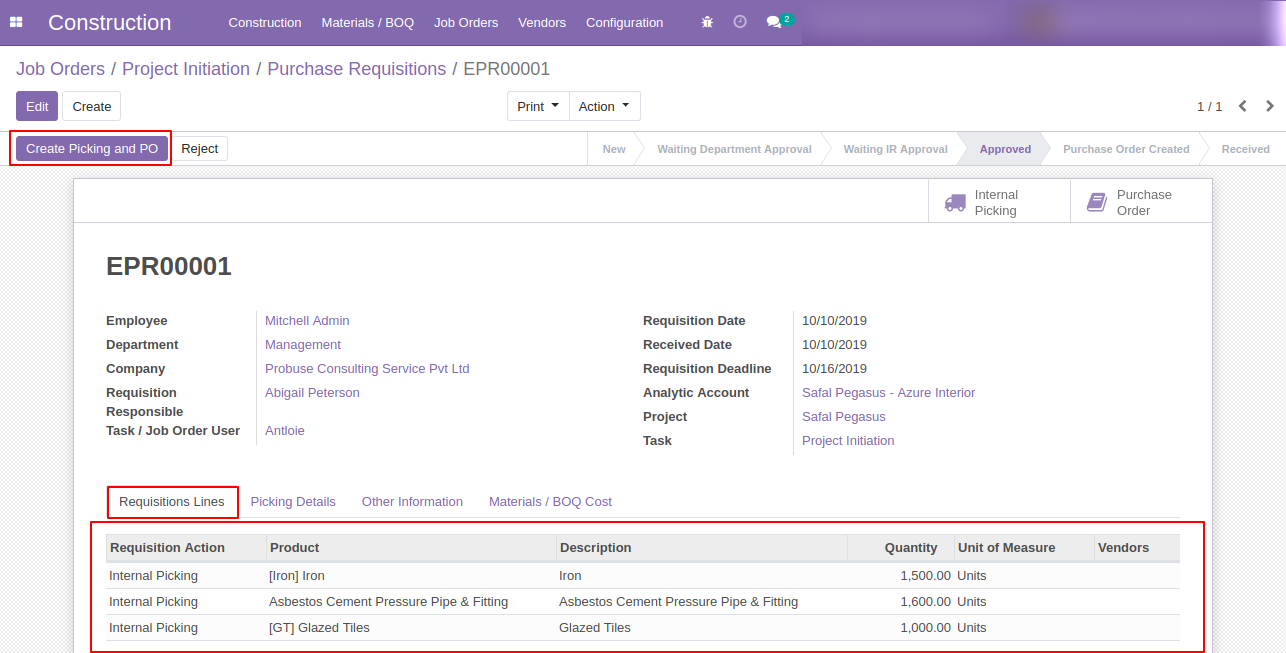 Construction Construction Materials / BOQ Job Orders Vendors Configuration 2
Job Orders / Project Initiation / Purchase Requisitions / EPR00001
Edit Create Print Action 1 / 1
Create Picking and PO Reject New Waiting Department Approval Waiting IR Approval Approved Purchase Order Created Received
Internal Picking
Purchase Order
EPR00001
Employee Mitchell Admin
Department Management
Company Probuse Consulting Service Pvt Ltd
Requisition Responsible Abigail Peterson
Task / Job Order User Antloie
Requisition Date 10/10/2019
Received Date 10/10/2019
Requisition Deadline 10/16/2019
Analytic Account Safal Pegasus - Azure Interior
Project Safal Pegasus
Task Project Initiation
Requisitions Lines Picking Details Other Information Materials / BOQ Cost
Requisition Action Product Description Quantity Unit of Measure Vendors
Internal Picking [Iron] Iron Iron 1,500.00 Units
Internal Picking Asbestos Cement Pressure Pipe & Fitting Asbestos Cement Pressure Pipe & Fitting 1,600.00 Units
Internal Picking [GT] Glazed Tiles Glazed Tiles 1,000.00 Units